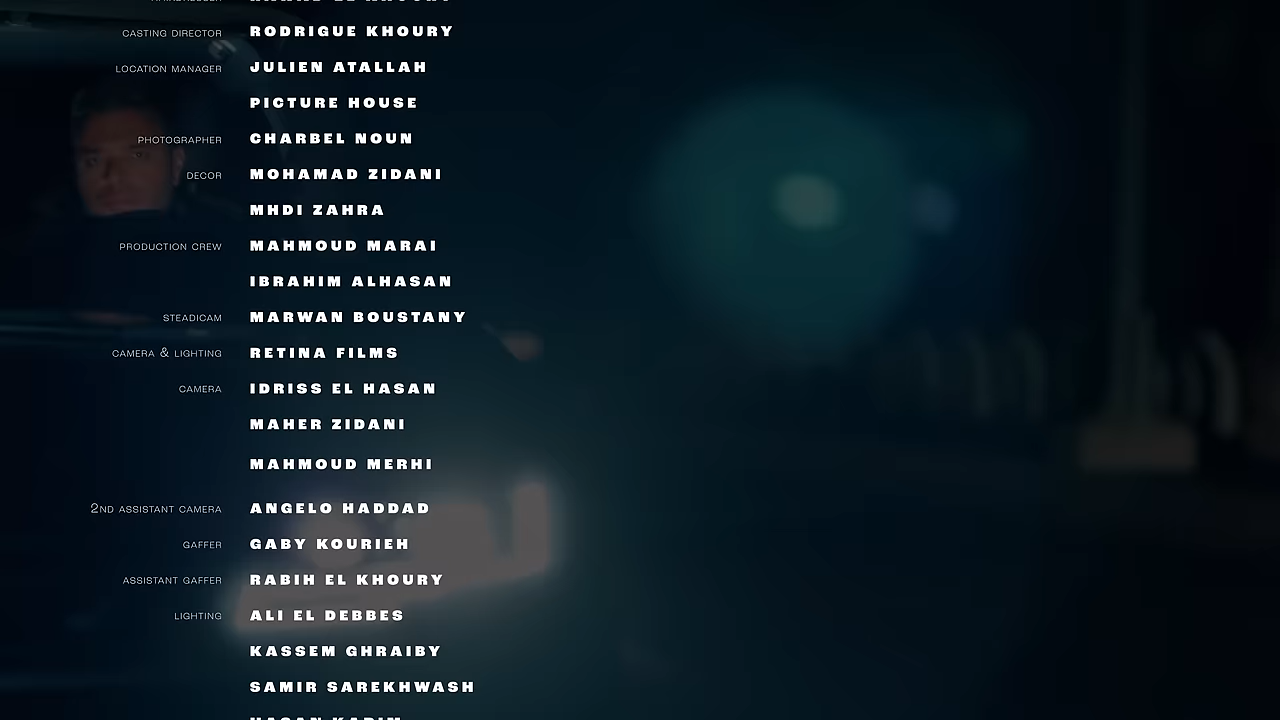 CASTING DIRECTOR RODRIGUE KHOURY
LOCATION MANAGER JULIEN ATALLAH
PICTURE HOUSE
PHOTOGRAPHER CHARBEL NOUN
DECOR MOHAMAD ZIDANI
MHDI ZAHRA
PRODUCTION CREW MAHMOUD MARAI
IBRAHIM ALHASAN
STEADICAM MARWAN BOUSTANY
CAMERA & LIGHTING RETINA FILMS
CAMERA IDRISS EL HASAN
MAHER ZIDANI
MAHMOUD MERHI
2ND ASSISTANT CAMERA ANGELO HADDAD
GAFFER GABY KOURIEH
ASSISTANT GAFFER RABIH EL KHOURY
LIGHTING ALI EL DEBBES
KASSEM GHRAIBY
SAMIR SAREKHWASH